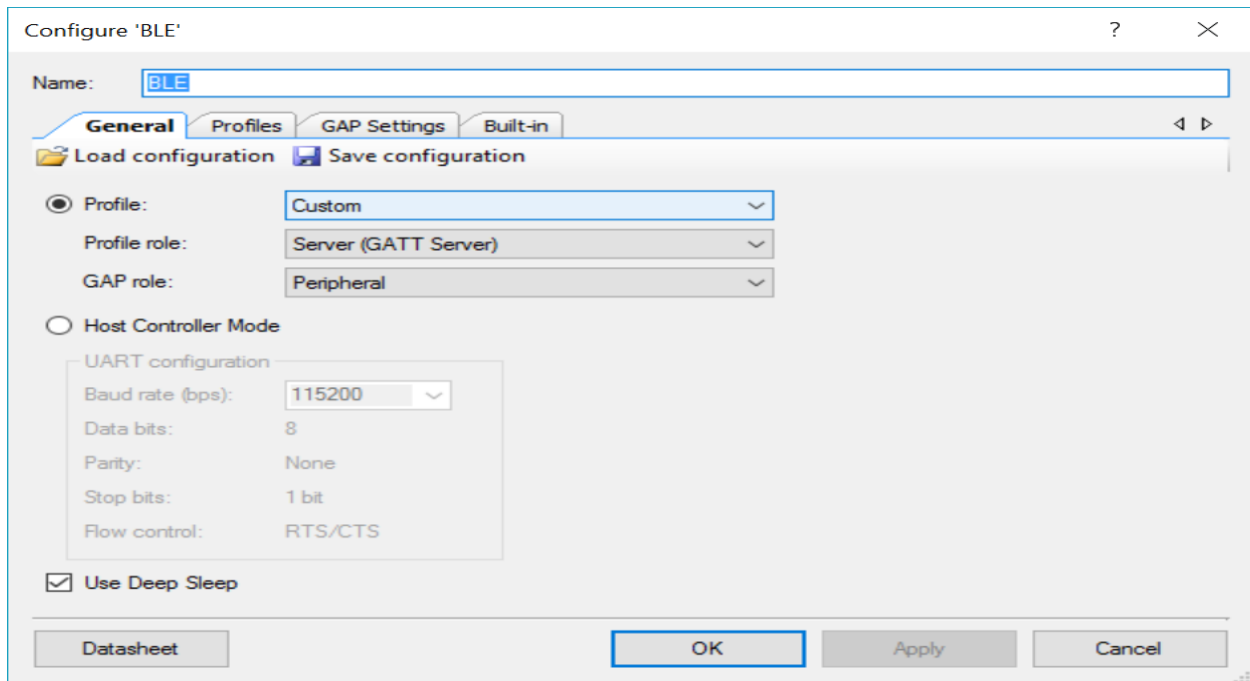 Configure 'BLE'
?
Name: BLE
General Profiles GAP Settings Built-in
Load configuration Save configuration
Profile: Custom
Profile role: Server (GATT Server)
GAP role: Peripheral
Host Controller Mode
UART configuration
Baud rate (bps): 115200
Data bits: 8
Parity: None
Stop bits: 1 bit
Flow control: RTS/CTS
Use Deep Sleep
Datasheet OK Apply Cancel